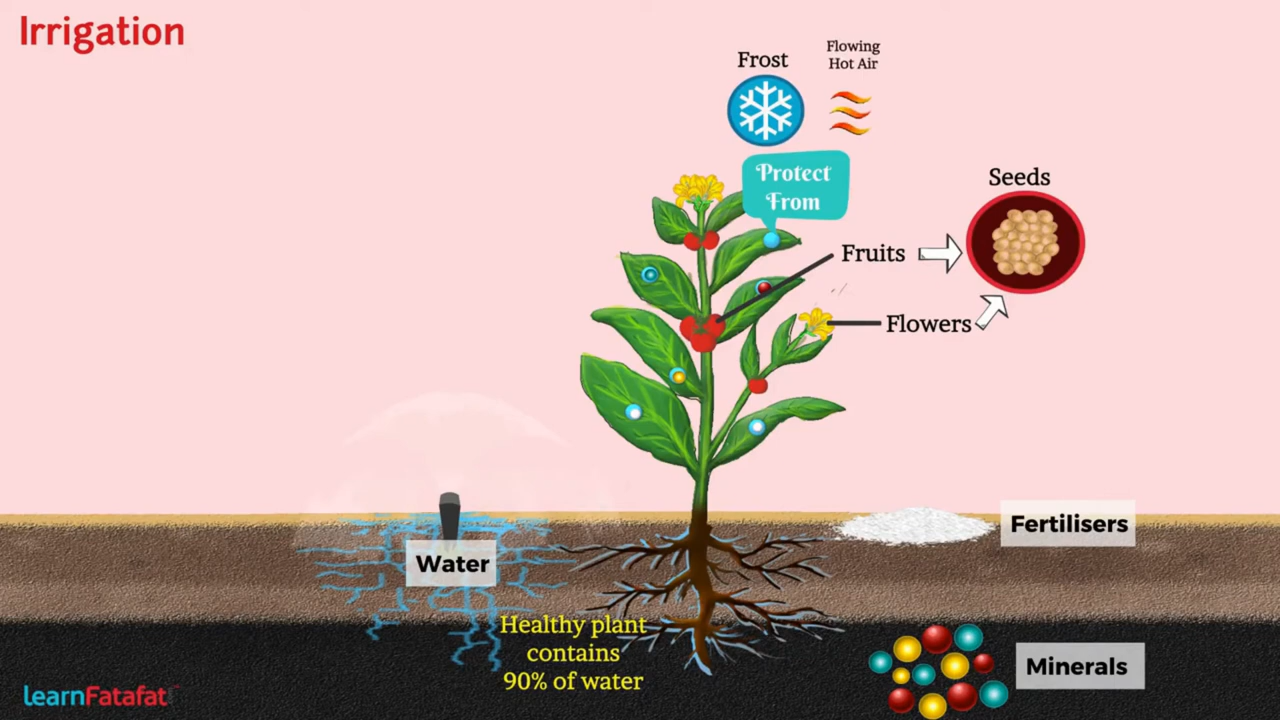 Irrigation
Frost
Flowing
Hot Air
Protect
From
Seeds
Fruits
Flowers
Fertilisers
Water
Healthy plant
contains
90% of water
Minerals
learnFatafat